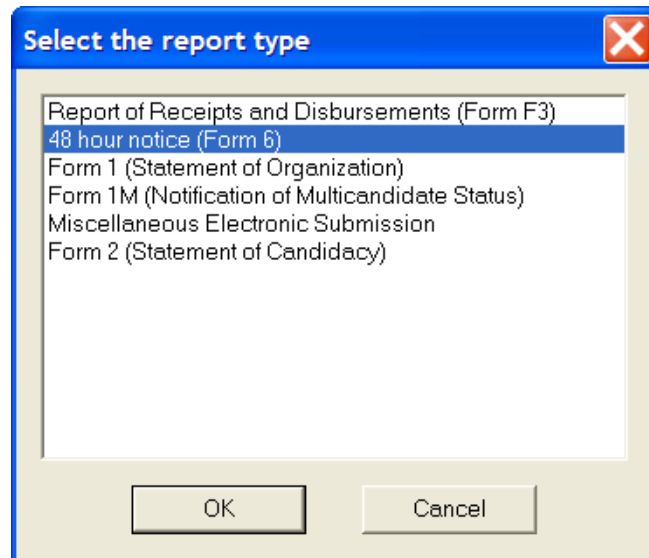 Select the report type
Report of Receipts and Disbursements (Form F3)
48 hour notice (Form 6)
Form 1 (Statement of Organization)
Form 1M (Notification of Multicandidate Status)
Miscellaneous Electronic Submission
Form 2 (Statement of Candidacy)
OK
Cancel